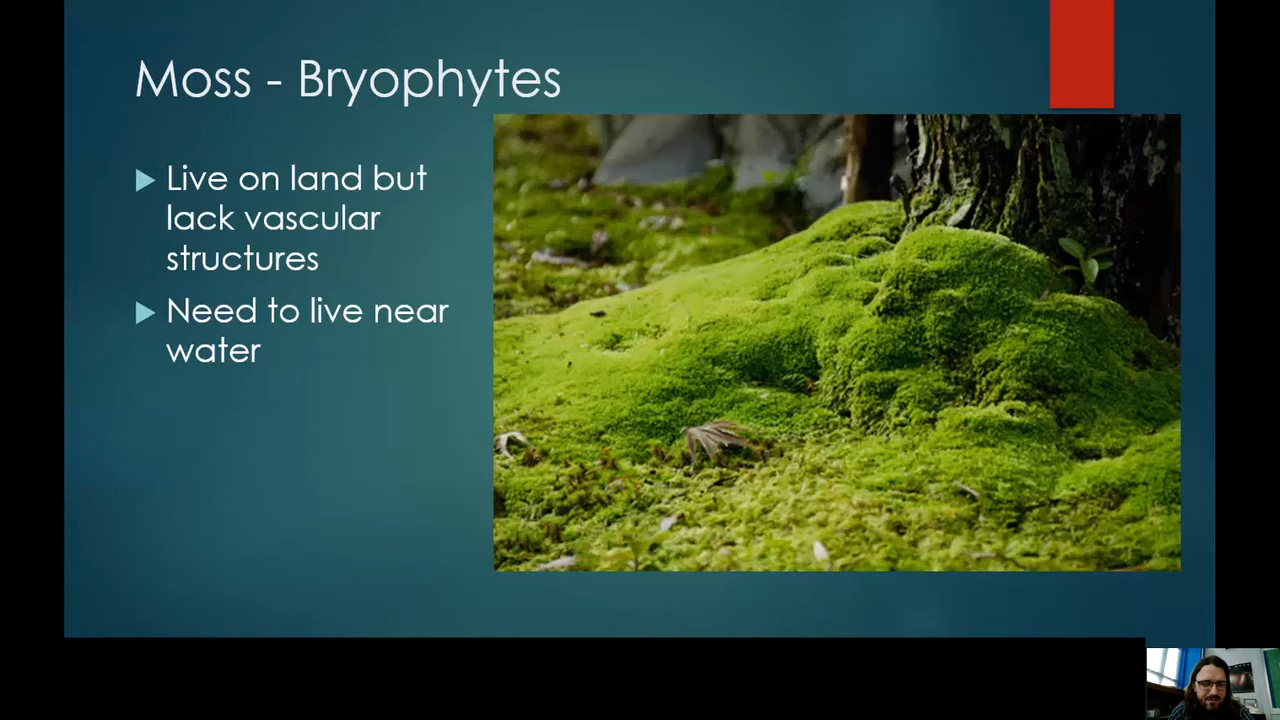 Moss - Bryophytes
Live on land but
lack vascular
structures
Need to live near
water